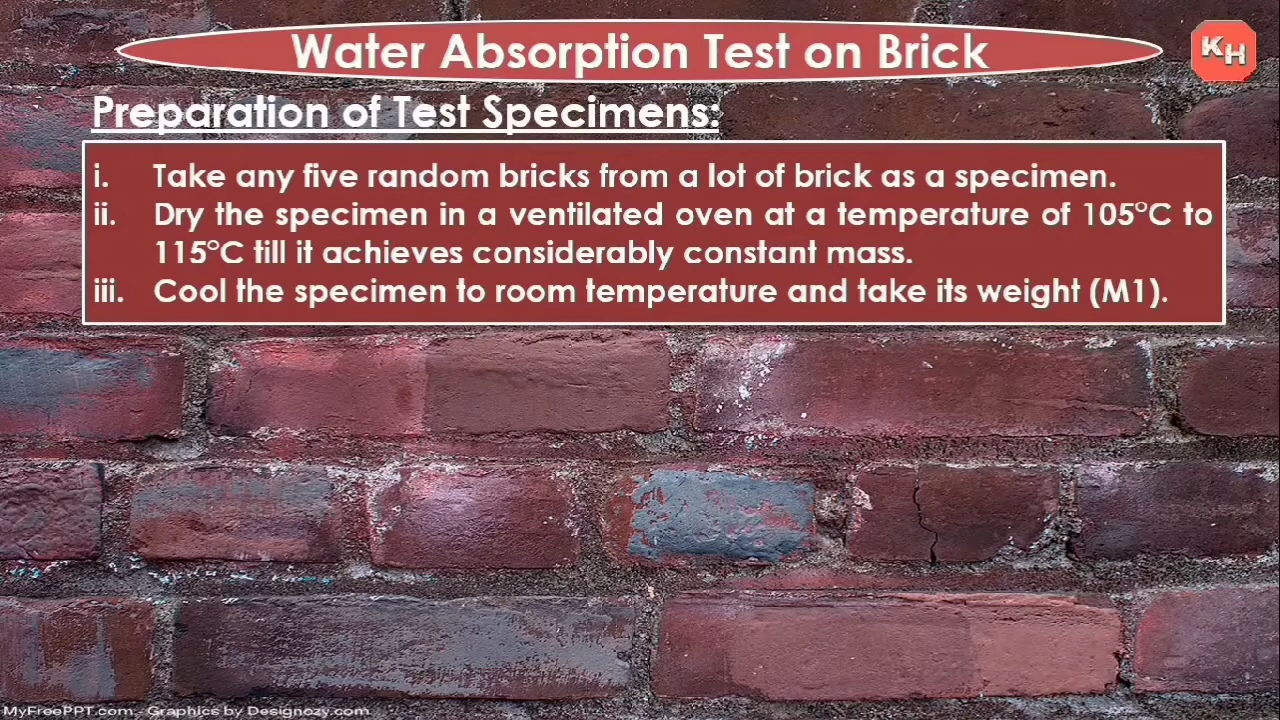 Water Absorption Test on Brick
KH
Preparation of Test Specimens:
i. Take any five random bricks from a lot of brick as a specimen.
ii. Dry the specimen in a ventilated oven at a temperature of 105°C to
115°C till it achieves considerably constant mass.
iii. Cool the specimen to room temperature and take its weight (M1).
MyFreePPT.com - Graphics by Designozy.com